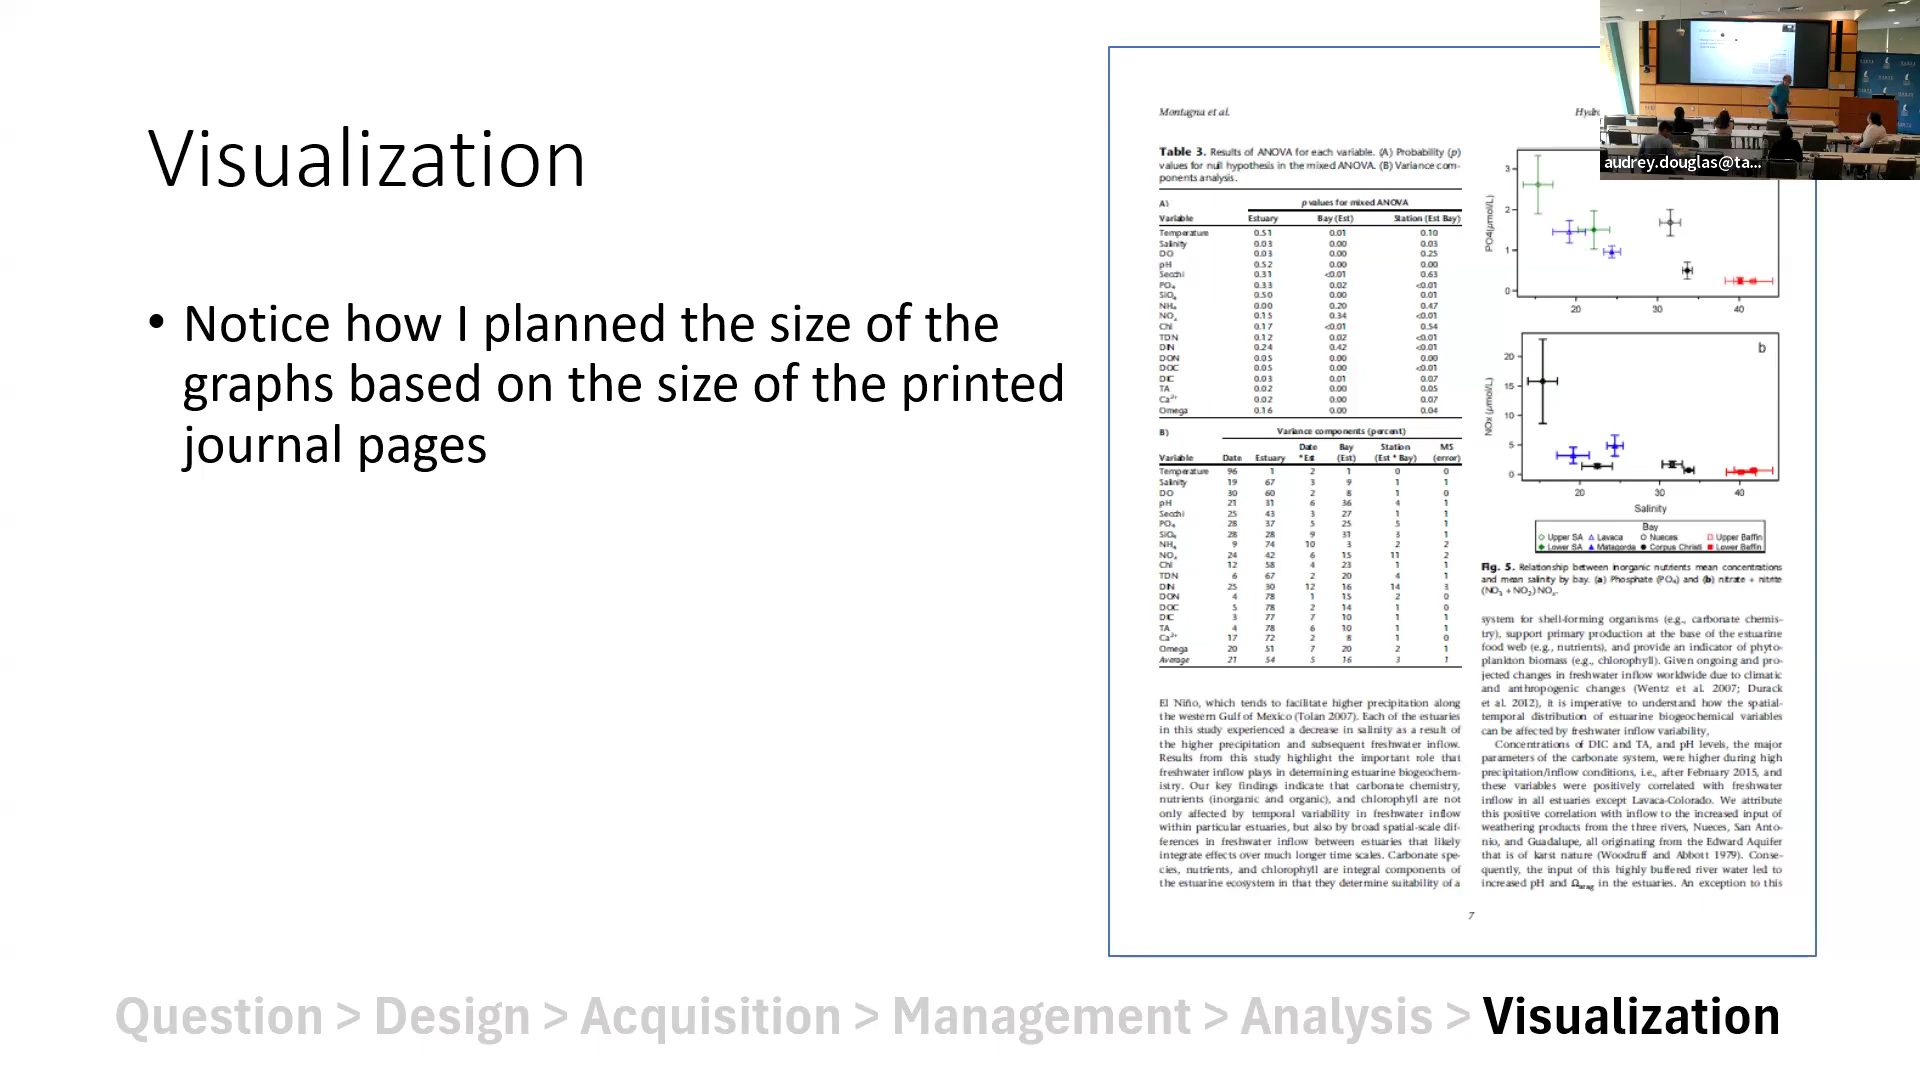 Visualization
• Notice how I planned the size of the
graphs based on the size of the printed
journal pages
Montagna et al.
audrey.douglas@ta...
Table 3. Results of ANOVA for each variable. (A) Probability (p)
values for null hypothesis in the mixed ANOVA. (B) Variance com-
ponents analysis.
A) p values for mixed ANOVA
Variable Estuary Bay (Est) Station (Est Bay)
Temperature 0.51 0.01 0.10
Salinity 0.03 0.00 0.03
DO 0.03 0.00 0.25
pH 0.52 0.00 0.00
Secchi 0.31 <0.01 0.63
PO₄ 0.33 0.02 <0.01
SiO₄ 0.50 0.00 0.01
NH₄ 0.00 0.20 0.47
NOₓ 0.15 0.34 <0.01
Chl 0.17 <0.01 0.54
TDN 0.12 0.02 <0.01
DIN 0.24 0.42 <0.01
DON 0.05 0.00 0.00
DOC 0.05 0.00 <0.01
DIC 0.03 0.01 0.07
TA 0.02 0.00 0.05
Ca²⁺ 0.02 0.00 0.07
Omega 0.16 0.00 0.04
B) Variance components (percent)
Date Bay Station MS
Variable Date Estuary *Est (Est) (Est * Bay) (error)
Temperature 96 1 2 1 0 0
Salinity 19 67 3 9 1 1
DO 30 60 2 8 1 0
pH 21 31 6 36 4 1
Secchi 25 43 3 27 1 1
PO₄ 28 37 5 25 5 1
SiO₄ 28 28 9 31 3 1
NH₄ 9 74 10 3 2 2
NOₓ 24 42 6 15 11 2
Chl 12 58 4 23 1 1
TDN 6 67 2 20 4 1
DIN 25 30 12 16 14 3
DON 4 78 1 15 2 0
DOC 5 78 2 14 1 0
DIC 3 77 7 10 1 1
TA 4 78 6 10 1 1
Ca²⁺ 17 72 2 8 1 0
Omega 20 51 7 20 2 1
Average 21 54 5 16 3 1
El Niño, which tends to facilitate higher precipitation along
the western Gulf of Mexico (Tolan 2007). Each of the estuaries
in this study experienced a decrease in salinity as a result of
the higher precipitation and subsequent freshwater inflow.
Results from this study highlight the important role that
freshwater inflow plays in determining estuarine biogeochem-
istry. Our key findings indicate that carbonate chemistry,
nutrients (inorganic and organic), and chlorophyll are not
only affected by temporal variability in freshwater inflow
within particular estuaries, but also by broad spatial-scale dif-
ferences in freshwater inflow between estuaries that likely
integrate effects over much longer time scales. Carbonate spe-
cies, nutrients, and chlorophyll are integral components of
the estuarine ecosystem in that they determine suitability of a
PO4(µmol/L)
3
2
1
0
20 30 40
b
NOx (µmol/L)
20
15
10
5
0
20 30 40
Salinity
Bay
Upper SA Lavaca Nueces Upper Baffin
Lower SA Matagorda Corpus Christi Lower Baffin
Fig. 5. Relationship between inorganic nutrients mean concentrations
and mean salinity by bay. (a) Phosphate (PO₄) and (b) nitrate + nitrite
(NO₃ + NO₂) NOₓ.
system for shell-forming organisms (e.g., carbonate chemis-
try), support primary production at the base of the estuarine
food web (e.g., nutrients), and provide an indicator of phyto-
plankton biomass (e.g., chlorophyll). Given ongoing and pro-
jected changes in freshwater inflow worldwide due to climatic
and anthropogenic changes (Wentz et al. 2007; Durack
et al. 2012), it is imperative to understand how the spatial-
temporal distribution of estuarine biogeochemical variables
can be affected by freshwater inflow variability,
Concentrations of DIC and TA, and pH levels, the major
parameters of the carbonate system, were higher during high
precipitation/inflow conditions, i.e., after February 2015, and
these variables were positively correlated with freshwater
inflow in all estuaries except Lavaca-Colorado. We attribute
this positive correlation with inflow to the increased input of
weathering products from the three rivers, Nueces, San Anto-
nio, and Guadalupe, all originating from the Edward Aquifer
that is of karst nature (Woodruff and Abbott 1979). Conse-
quently, the input of this highly buffered river water led to
increased pH and Ωarag in the estuaries. An exception to this
7
Question > Design > Acquisition > Management > Analysis > Visualization